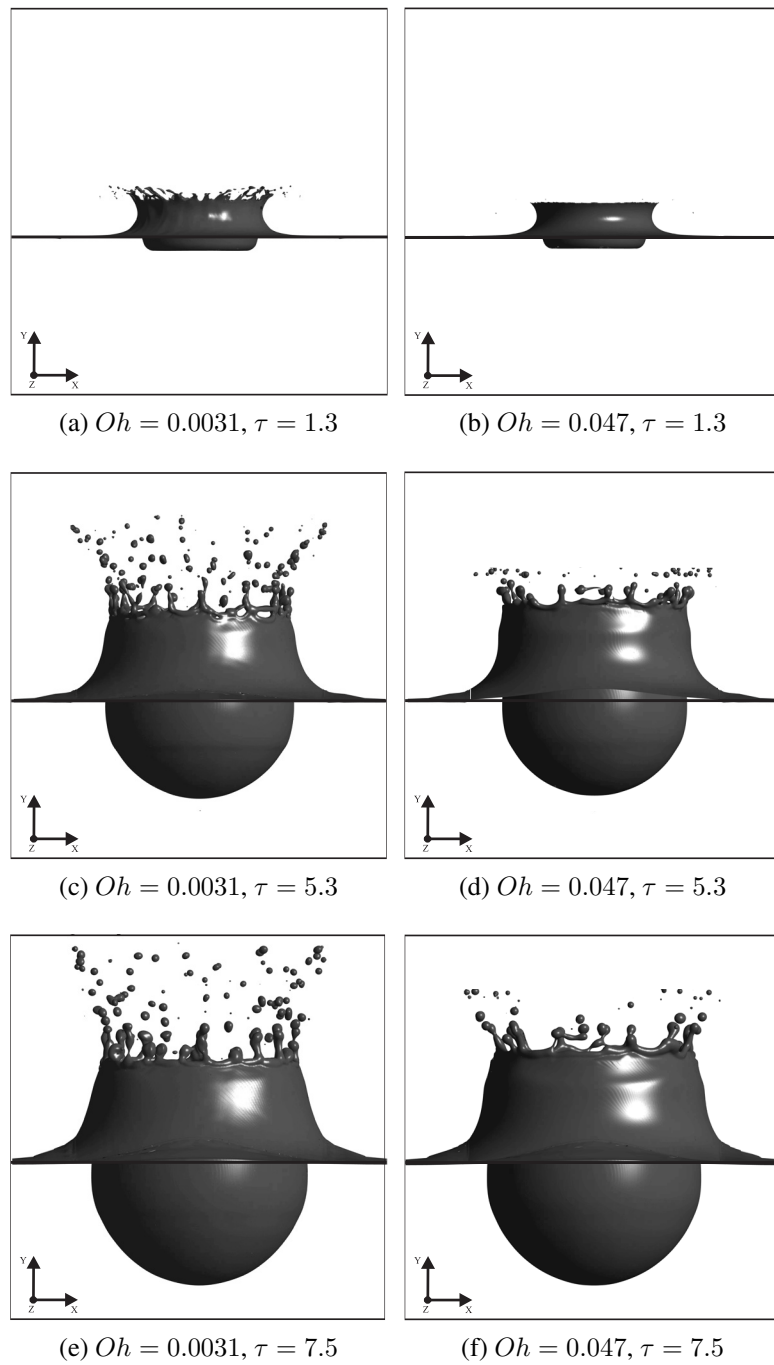 Y
Z
X
Y
Z
X
(a) Oh = 0.0031, τ = 1.3
(b) Oh = 0.047, τ = 1.3
Y
Z
X
Y
Z
X
(c) Oh = 0.0031, τ = 5.3
(d) Oh = 0.047, τ = 5.3
Y
Z
X
Y
Z
X
(e) Oh = 0.0031, τ = 7.5
(f) Oh = 0.047, τ = 7.5